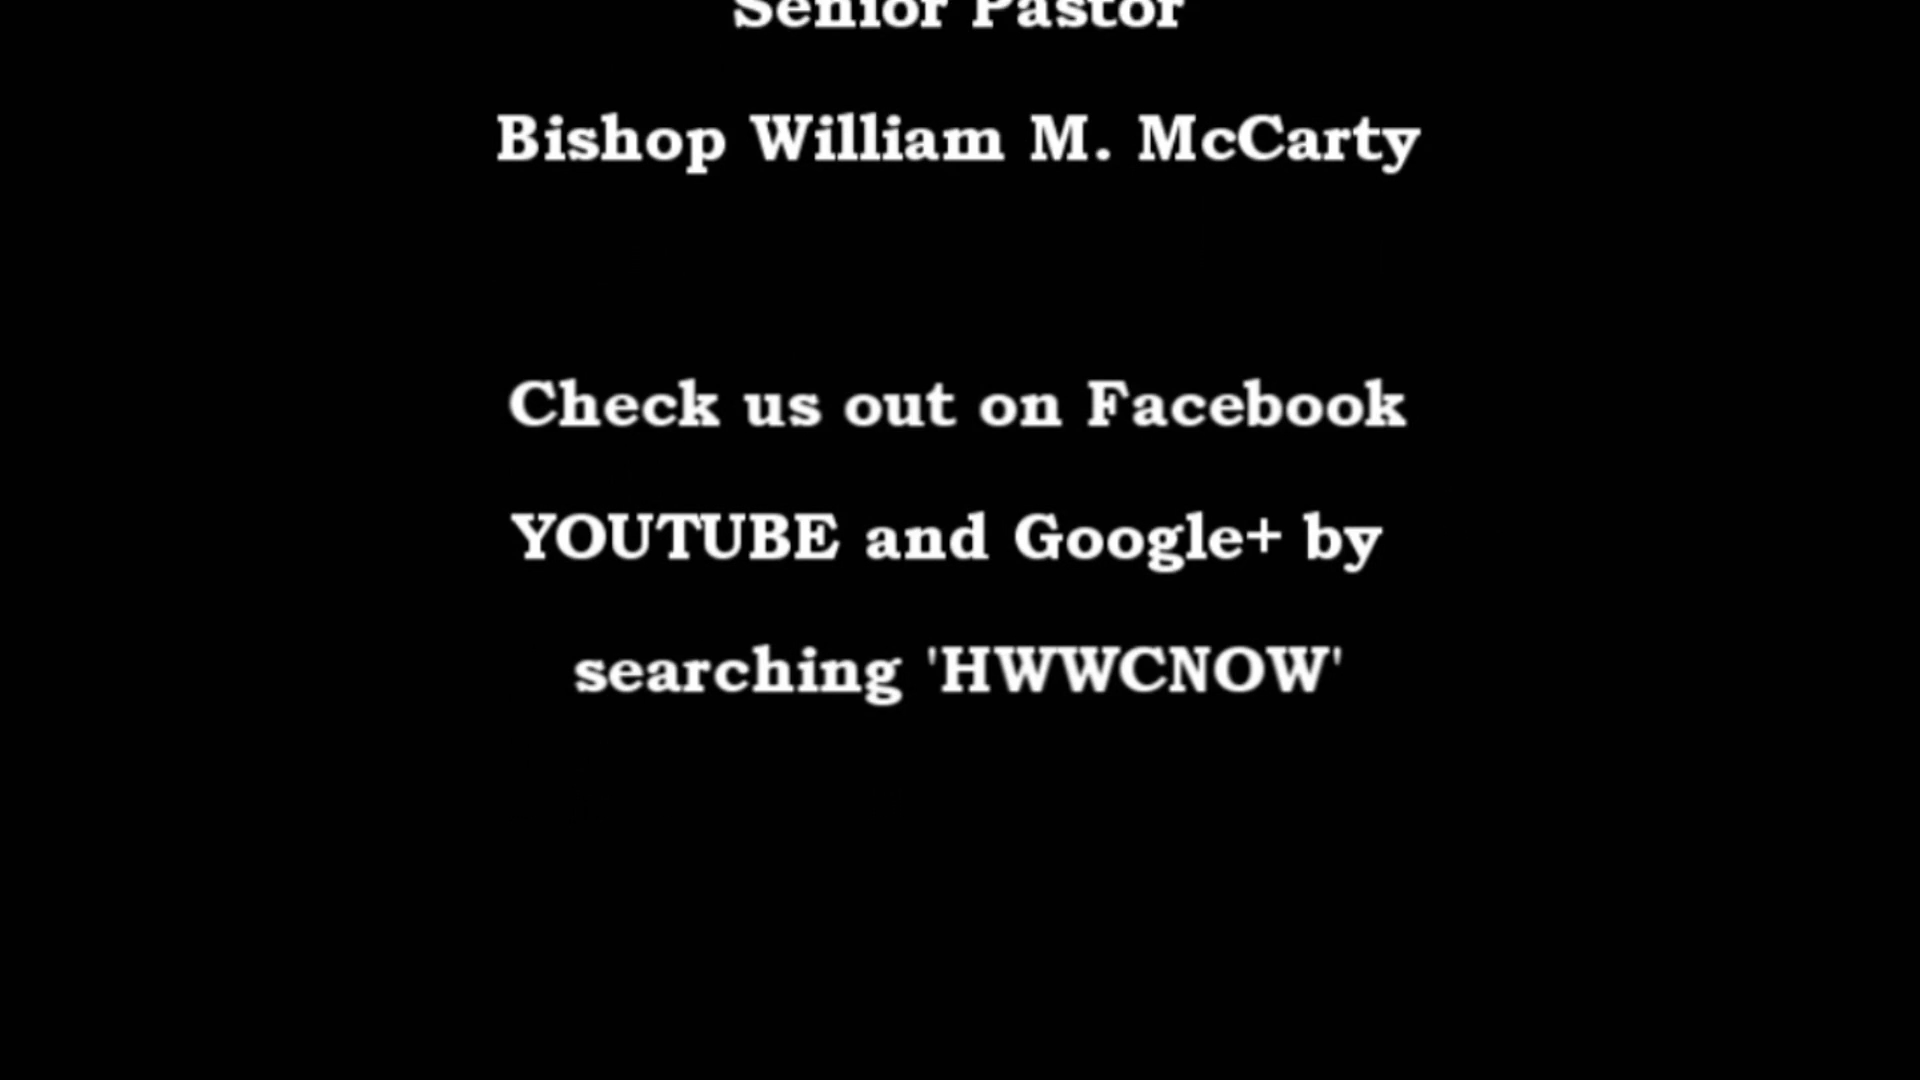 Senior Pastor
Bishop William M. McCarty
Check us out on Facebook
YOUTUBE and Google+ by
searching 'HWWCNOW'